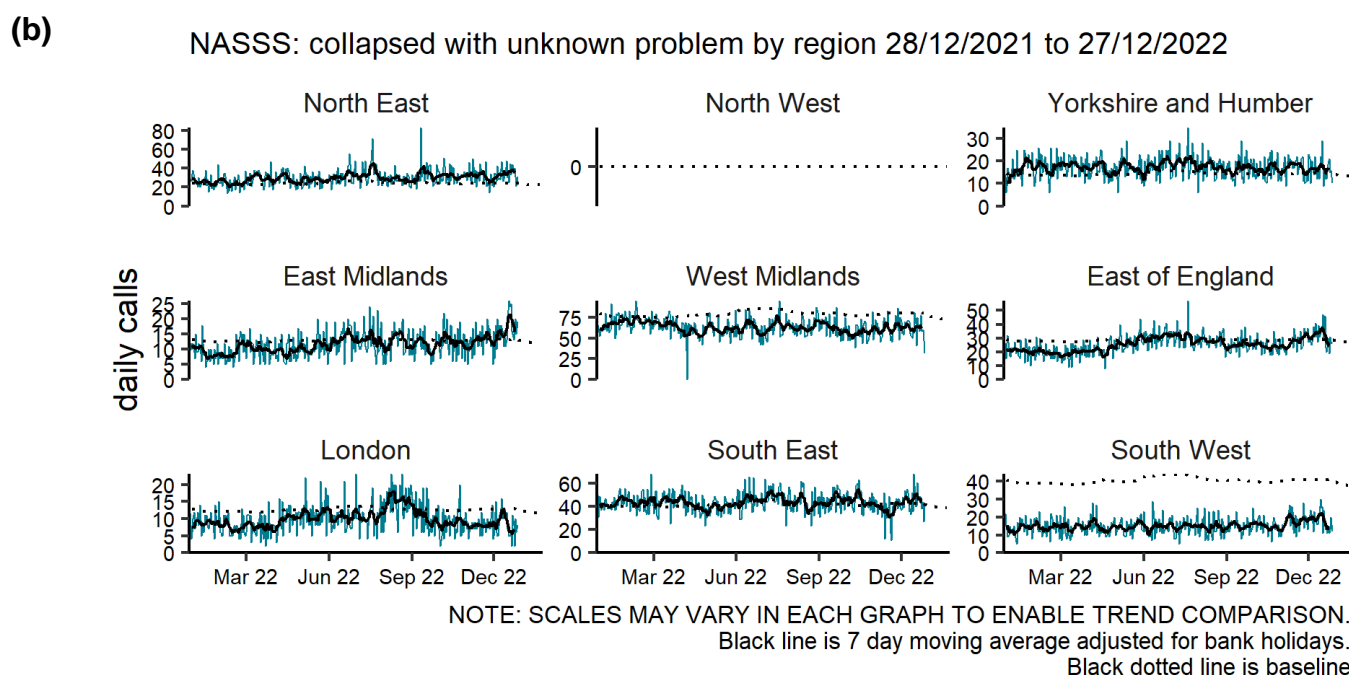 (b)
NASSS: collapsed with unknown problem by region 28/12/2021 to 27/12/2022
North East
North West
Yorkshire and Humber
80
60
40
20
0
0
30
20
10
0
East Midlands
West Midlands
East of England
daily calls
25
20
15
10
5
0
75
50
25
0
50
40
30
20
10
0
London
South East
South West
20
15
10
5
0
60
40
20
0
40
30
20
10
0
Mar 22 Jun 22 Sep 22 Dec 22
Mar 22 Jun 22 Sep 22 Dec 22
Mar 22 Jun 22 Sep 22 Dec 22
NOTE: SCALES MAY VARY IN EACH GRAPH TO ENABLE TREND COMPARISON.
Black line is 7 day moving average adjusted for bank holidays.
Black dotted line is baseline